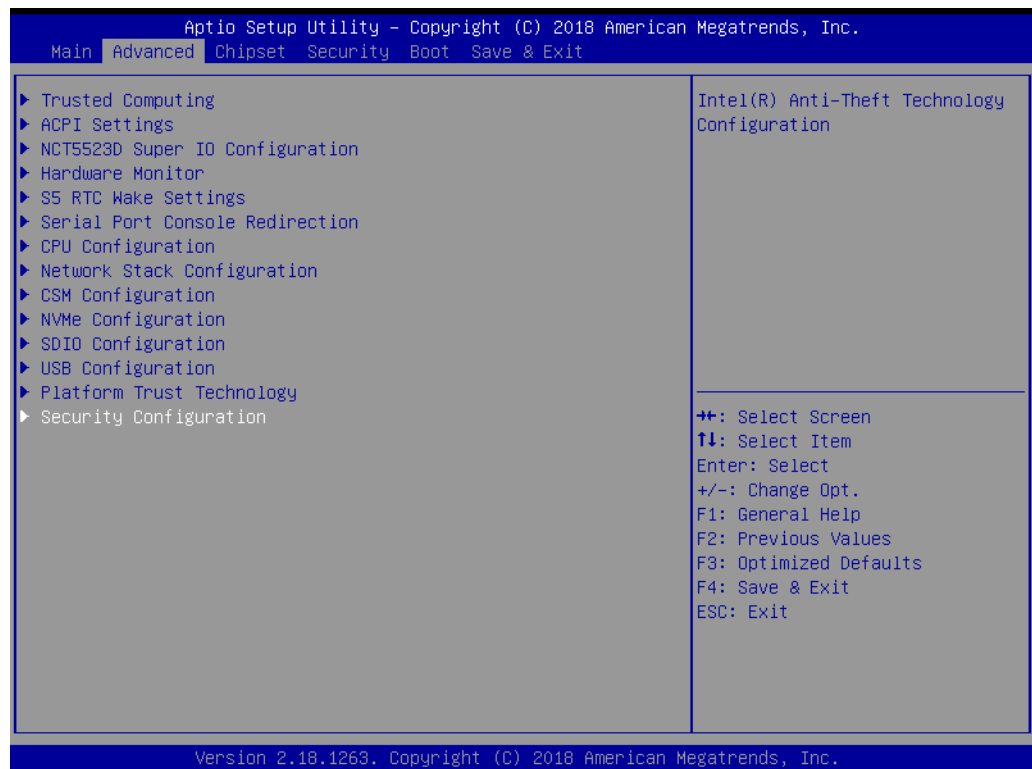 Aptio Setup Utility – Copyright (C) 2018 American Megatrends, Inc.
Main Advanced Chipset Security Boot Save & Exit
▶ Trusted Computing
▶ ACPI Settings
▶ NCT5523D Super IO Configuration
▶ Hardware Monitor
▶ S5 RTC Wake Settings
▶ Serial Port Console Redirection
▶ CPU Configuration
▶ Network Stack Configuration
▶ CSM Configuration
▶ NVMe Configuration
▶ SDIO Configuration
▶ USB Configuration
▶ Platform Trust Technology
▶ Security Configuration
Intel(R) Anti-Theft Technology
Configuration
→←: Select Screen
↑↓: Select Item
Enter: Select
+/-: Change Opt.
F1: General Help
F2: Previous Values
F3: Optimized Defaults
F4: Save & Exit
ESC: Exit
Version 2.18.1263. Copyright (C) 2018 American Megatrends, Inc.